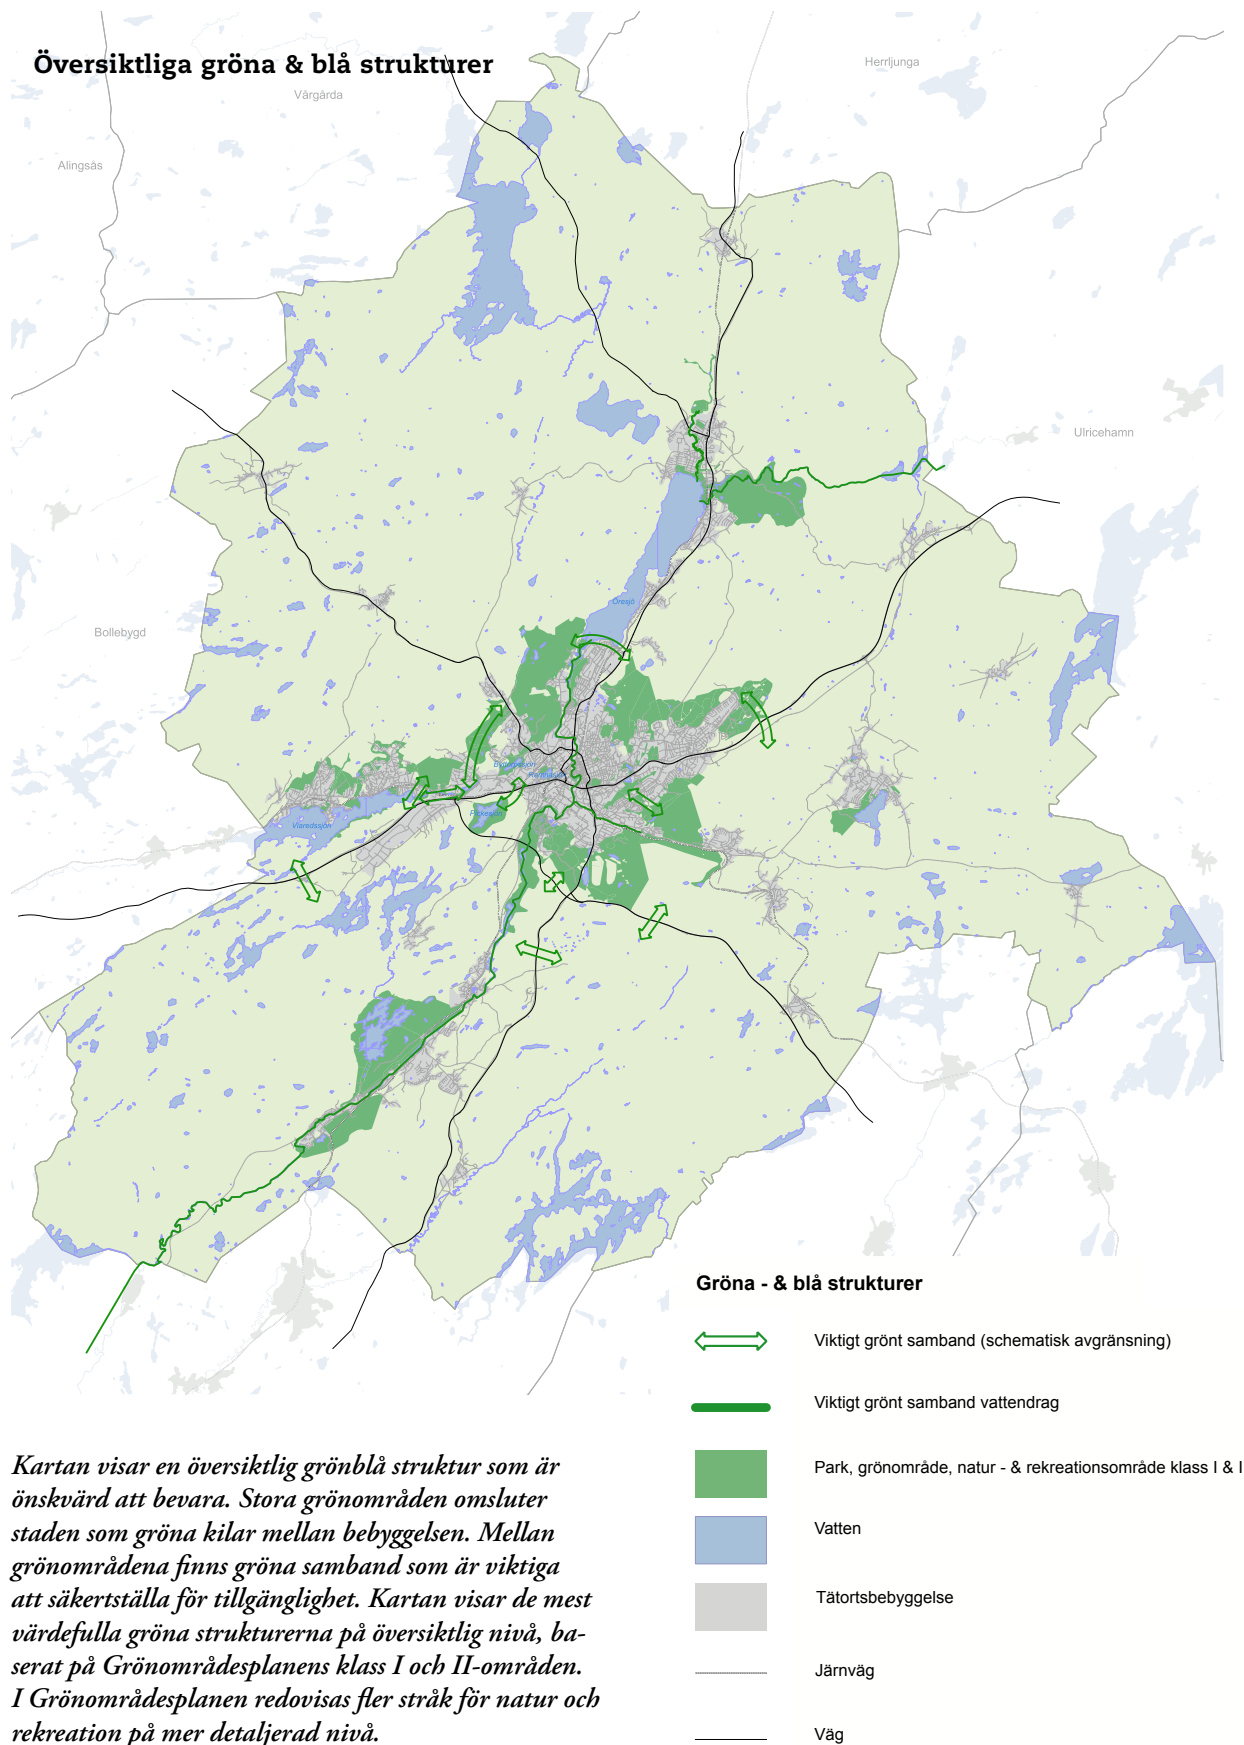 Översiktliga gröna & blå strukturer
Herrljunga
Vårgårda
Alingsås
Ulricehamn
Bollebygd
Öresjö
Viaredssjön
Gröna - & blå strukturer
Viktigt grönt samband (schematisk avgränsning)
Viktigt grönt samband vattendrag
Park, grönområde, natur - & rekreationsområde klass I & I
Vatten
Tätortsbebyggelse
Järnväg
Väg
Kartan visar en översiktlig grönblå struktur som är
önskvärd att bevara. Stora grönområden omsluter
staden som gröna kilar mellan bebyggelsen. Mellan
grönområdena finns gröna samband som är viktiga
att säkertställa för tillgänglighet. Kartan visar de mest
värdefulla gröna strukturerna på översiktlig nivå, ba-
serat på Grönområdesplanens klass I och II-områden.
I Grönområdesplanen redovisas fler stråk för natur och
rekreation på mer detaljerad nivå.